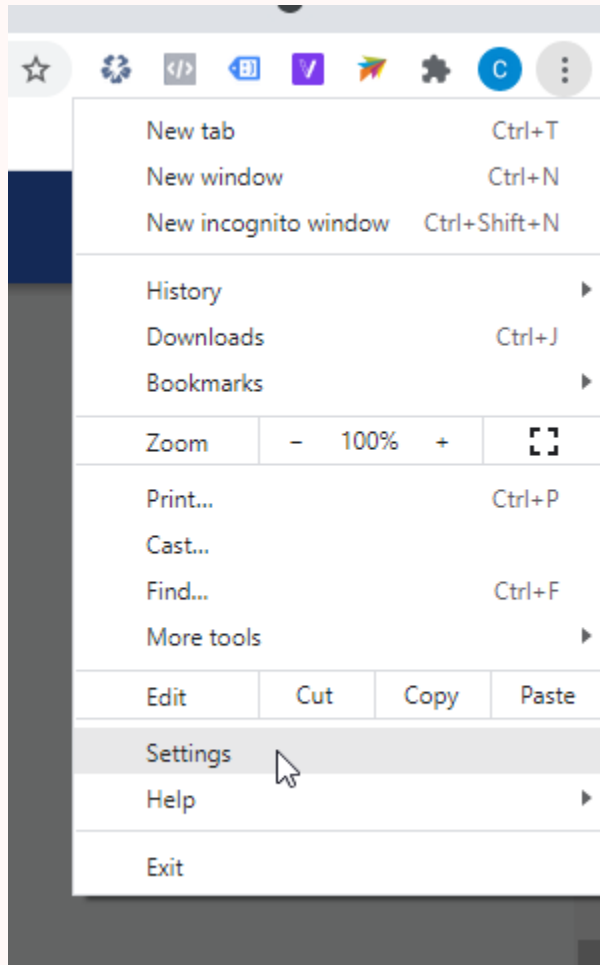 </> B V C
New tab Ctrl+T
New window Ctrl+N
New incognito window Ctrl+Shift+N
History
Downloads Ctrl+J
Bookmarks
Zoom - 100% +
Print... Ctrl+P
Cast...
Find... Ctrl+F
More tools
Edit Cut Copy Paste
Settings
Help
Exit